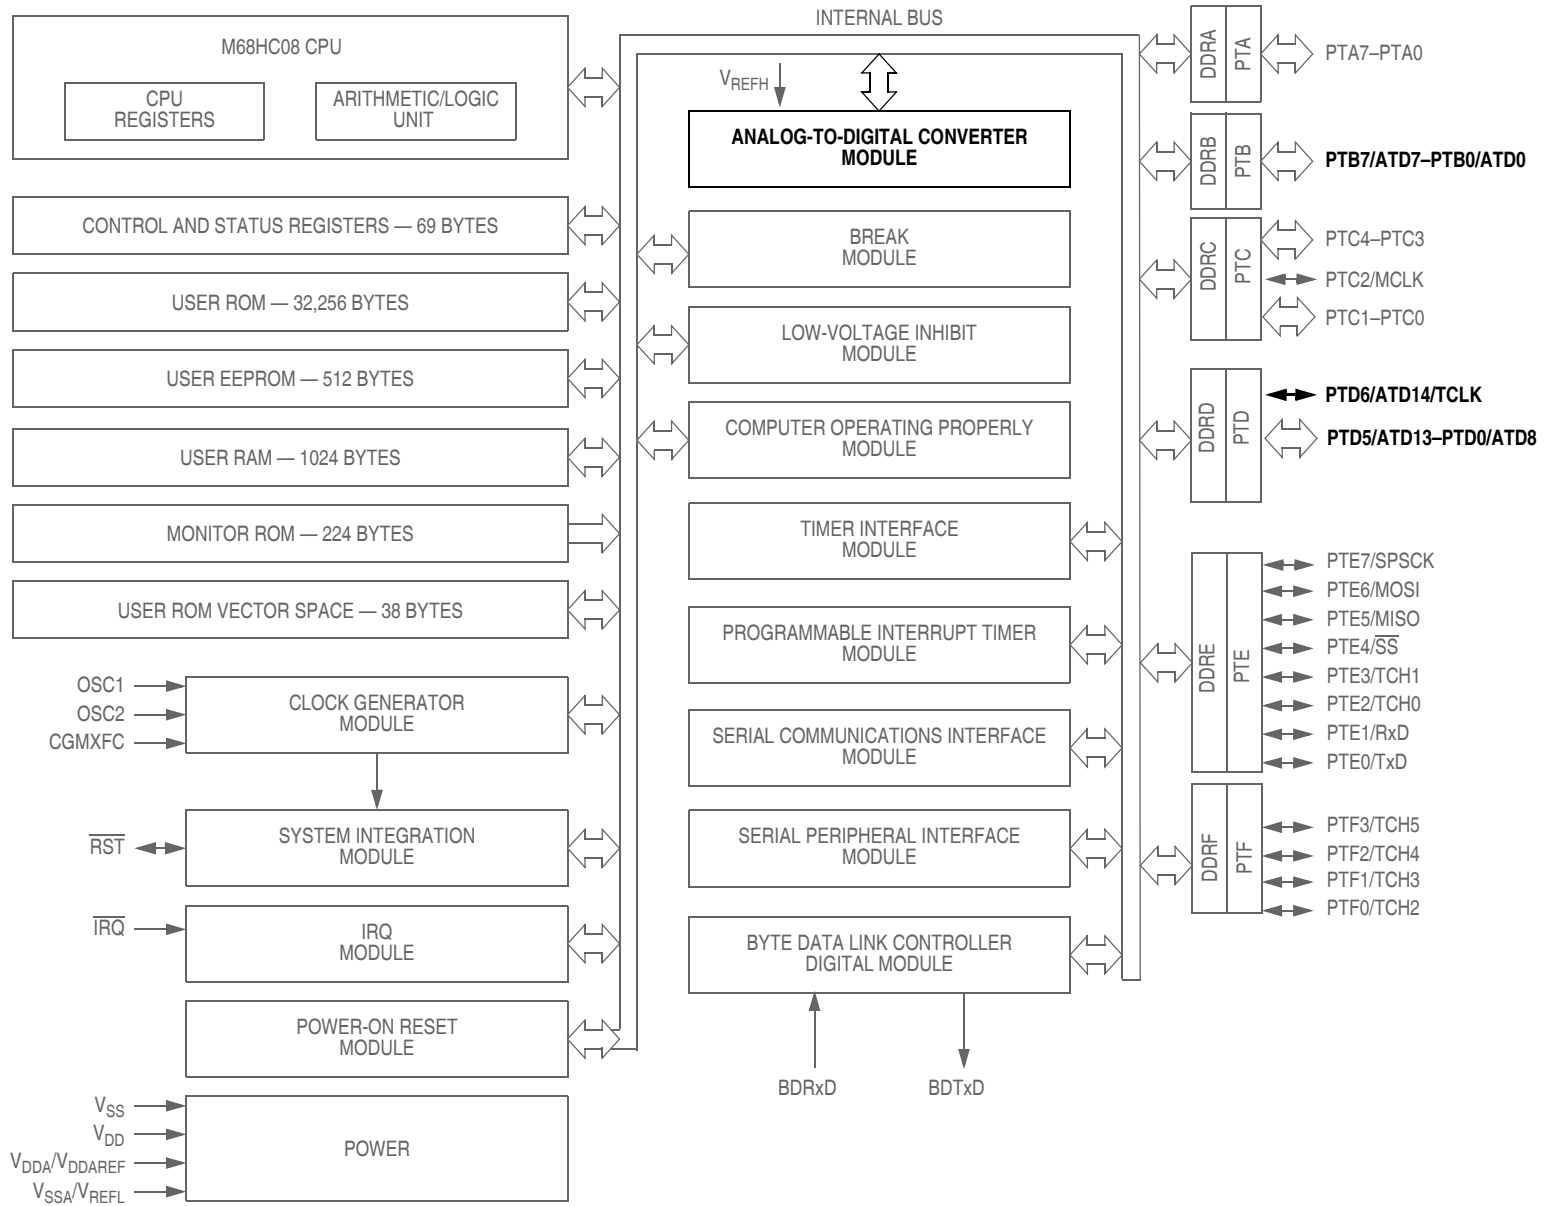 INTERNAL BUS
M68HC08 CPU
CPU
REGISTERS
ARITHMETIC/LOGIC
UNIT
CONTROL AND STATUS REGISTERS — 69 BYTES
USER ROM — 32,256 BYTES
USER EEPROM — 512 BYTES
USER RAM — 1024 BYTES
MONITOR ROM — 224 BYTES
USER ROM VECTOR SPACE — 38 BYTES
OSC1
OSC2
CGMXFC
CLOCK GENERATOR
MODULE
RST
SYSTEM INTEGRATION
MODULE
IRQ
IRQ
MODULE
POWER-ON RESET
MODULE
VSS
VDD
VDDA/VDDAREF
VSSA/VREFL
POWER
VREFH
ANALOG-TO-DIGITAL CONVERTER
MODULE
BREAK
MODULE
LOW-VOLTAGE INHIBIT
MODULE
COMPUTER OPERATING PROPERLY
MODULE
TIMER INTERFACE
MODULE
PROGRAMMABLE INTERRUPT TIMER
MODULE
SERIAL COMMUNICATIONS INTERFACE
MODULE
SERIAL PERIPHERAL INTERFACE
MODULE
BYTE DATA LINK CONTROLLER
DIGITAL MODULE
BDRxD
BDTxD
DDRA
PTA
PTA7–PTA0
DDRB
PTB
PTB7/ATD7–PTB0/ATD0
DDRC
PTC
PTC4–PTC3
PTC2/MCLK
PTC1–PTC0
DDRD
PTD
PTD6/ATD14/TCLK
PTD5/ATD13–PTD0/ATD8
DDRE
PTE
PTE7/SPSCK
PTE6/MOSI
PTE5/MISO
PTE4/SS
PTE3/TCH1
PTE2/TCH0
PTE1/RxD
PTE0/TxD
DDRF
PTF
PTF3/TCH5
PTF2/TCH4
PTF1/TCH3
PTF0/TCH2